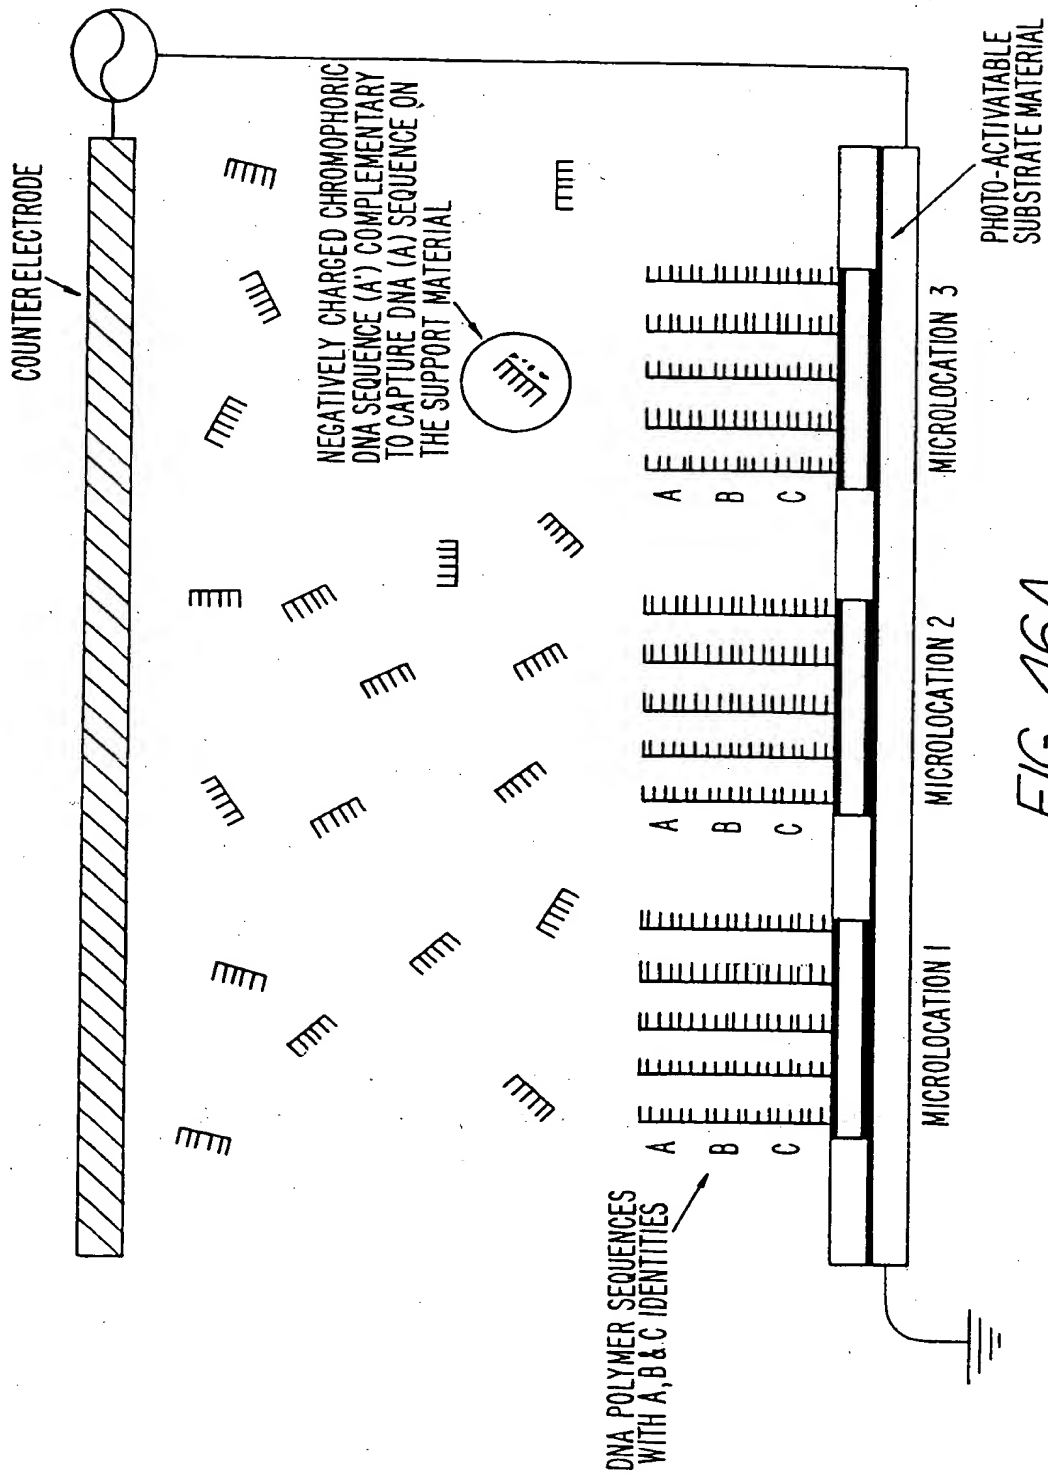 COUNTER ELECTRODE
NEGATIVELY CHARGED CHROMOPHORIC
DNA SEQUENCE (A') COMPLEMENTARY
TO CAPTURE DNA (A) SEQUENCE ON
THE SUPPORT MATERIAL
DNA POLYMER SEQUENCES
WITH A, B & C IDENTITIES
A
B
C
A
B
C
A
B
C
MICROLOCATION 1
MICROLOCATION 2
MICROLOCATION 3
PHOTO-ACTIVATABLE
SUBSTRATE MATERIAL